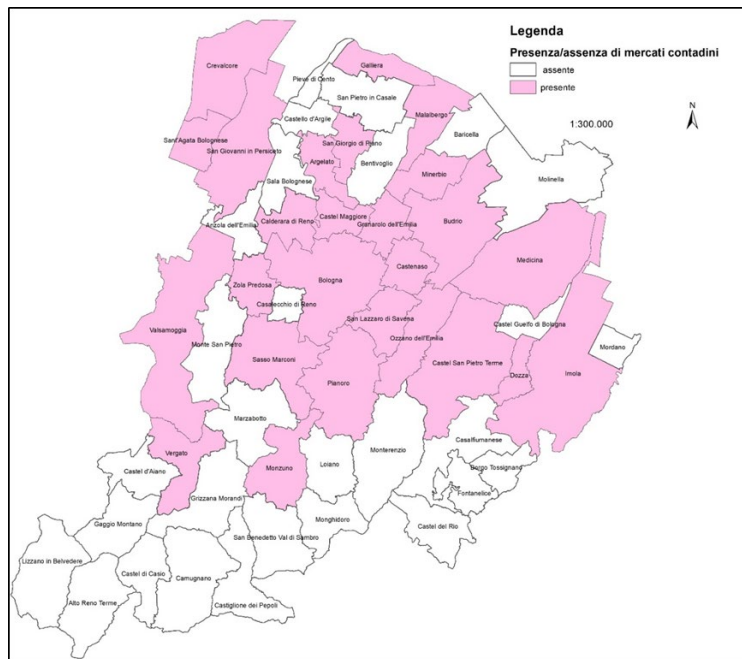 Legenda
Presenza/assenza di mercati contadini
assente
presente
1:300.000
N
Crevalcore
Galliera
Pieve di Cento
San Pietro in Casale
Malalbergo
Castello d'Argile
Baricella
Sant'Agata Bolognese
San Giorgio di Piano
San Giovanni in Persiceto
Argelato
Bentivoglio
Minerbio
Molinella
Sala Bolognese
Castel Maggiore
Budrio
Anzola dell'Emilia
Calderara di Reno
Granarolo dell'Emilia
Medicina
Castenaso
Bologna
Zola Predosa
Casalecchio di Reno
Valsamoggia
San Lazzaro di Savena
Castel Guelfo di Bologna
Monte San Pietro
Ozzano dell'Emilia
Mordano
Sasso Marconi
Castel San Pietro Terme
Dozza
Imola
Pianoro
Marzabotto
Casalfiumanese
Vergato
Monterenzio
Loiano
Castel d'Aiano
Monzuno
Borgo Tossignano
Fontanelice
Grizzana Morandi
Gaggio Montano
Monghidoro
Castel del Rio
San Benedetto Val di Sambro
Lizzano in Belvedere
Castel di Casio
Camugnano
Alto Reno Terme
Castiglione dei Pepoli